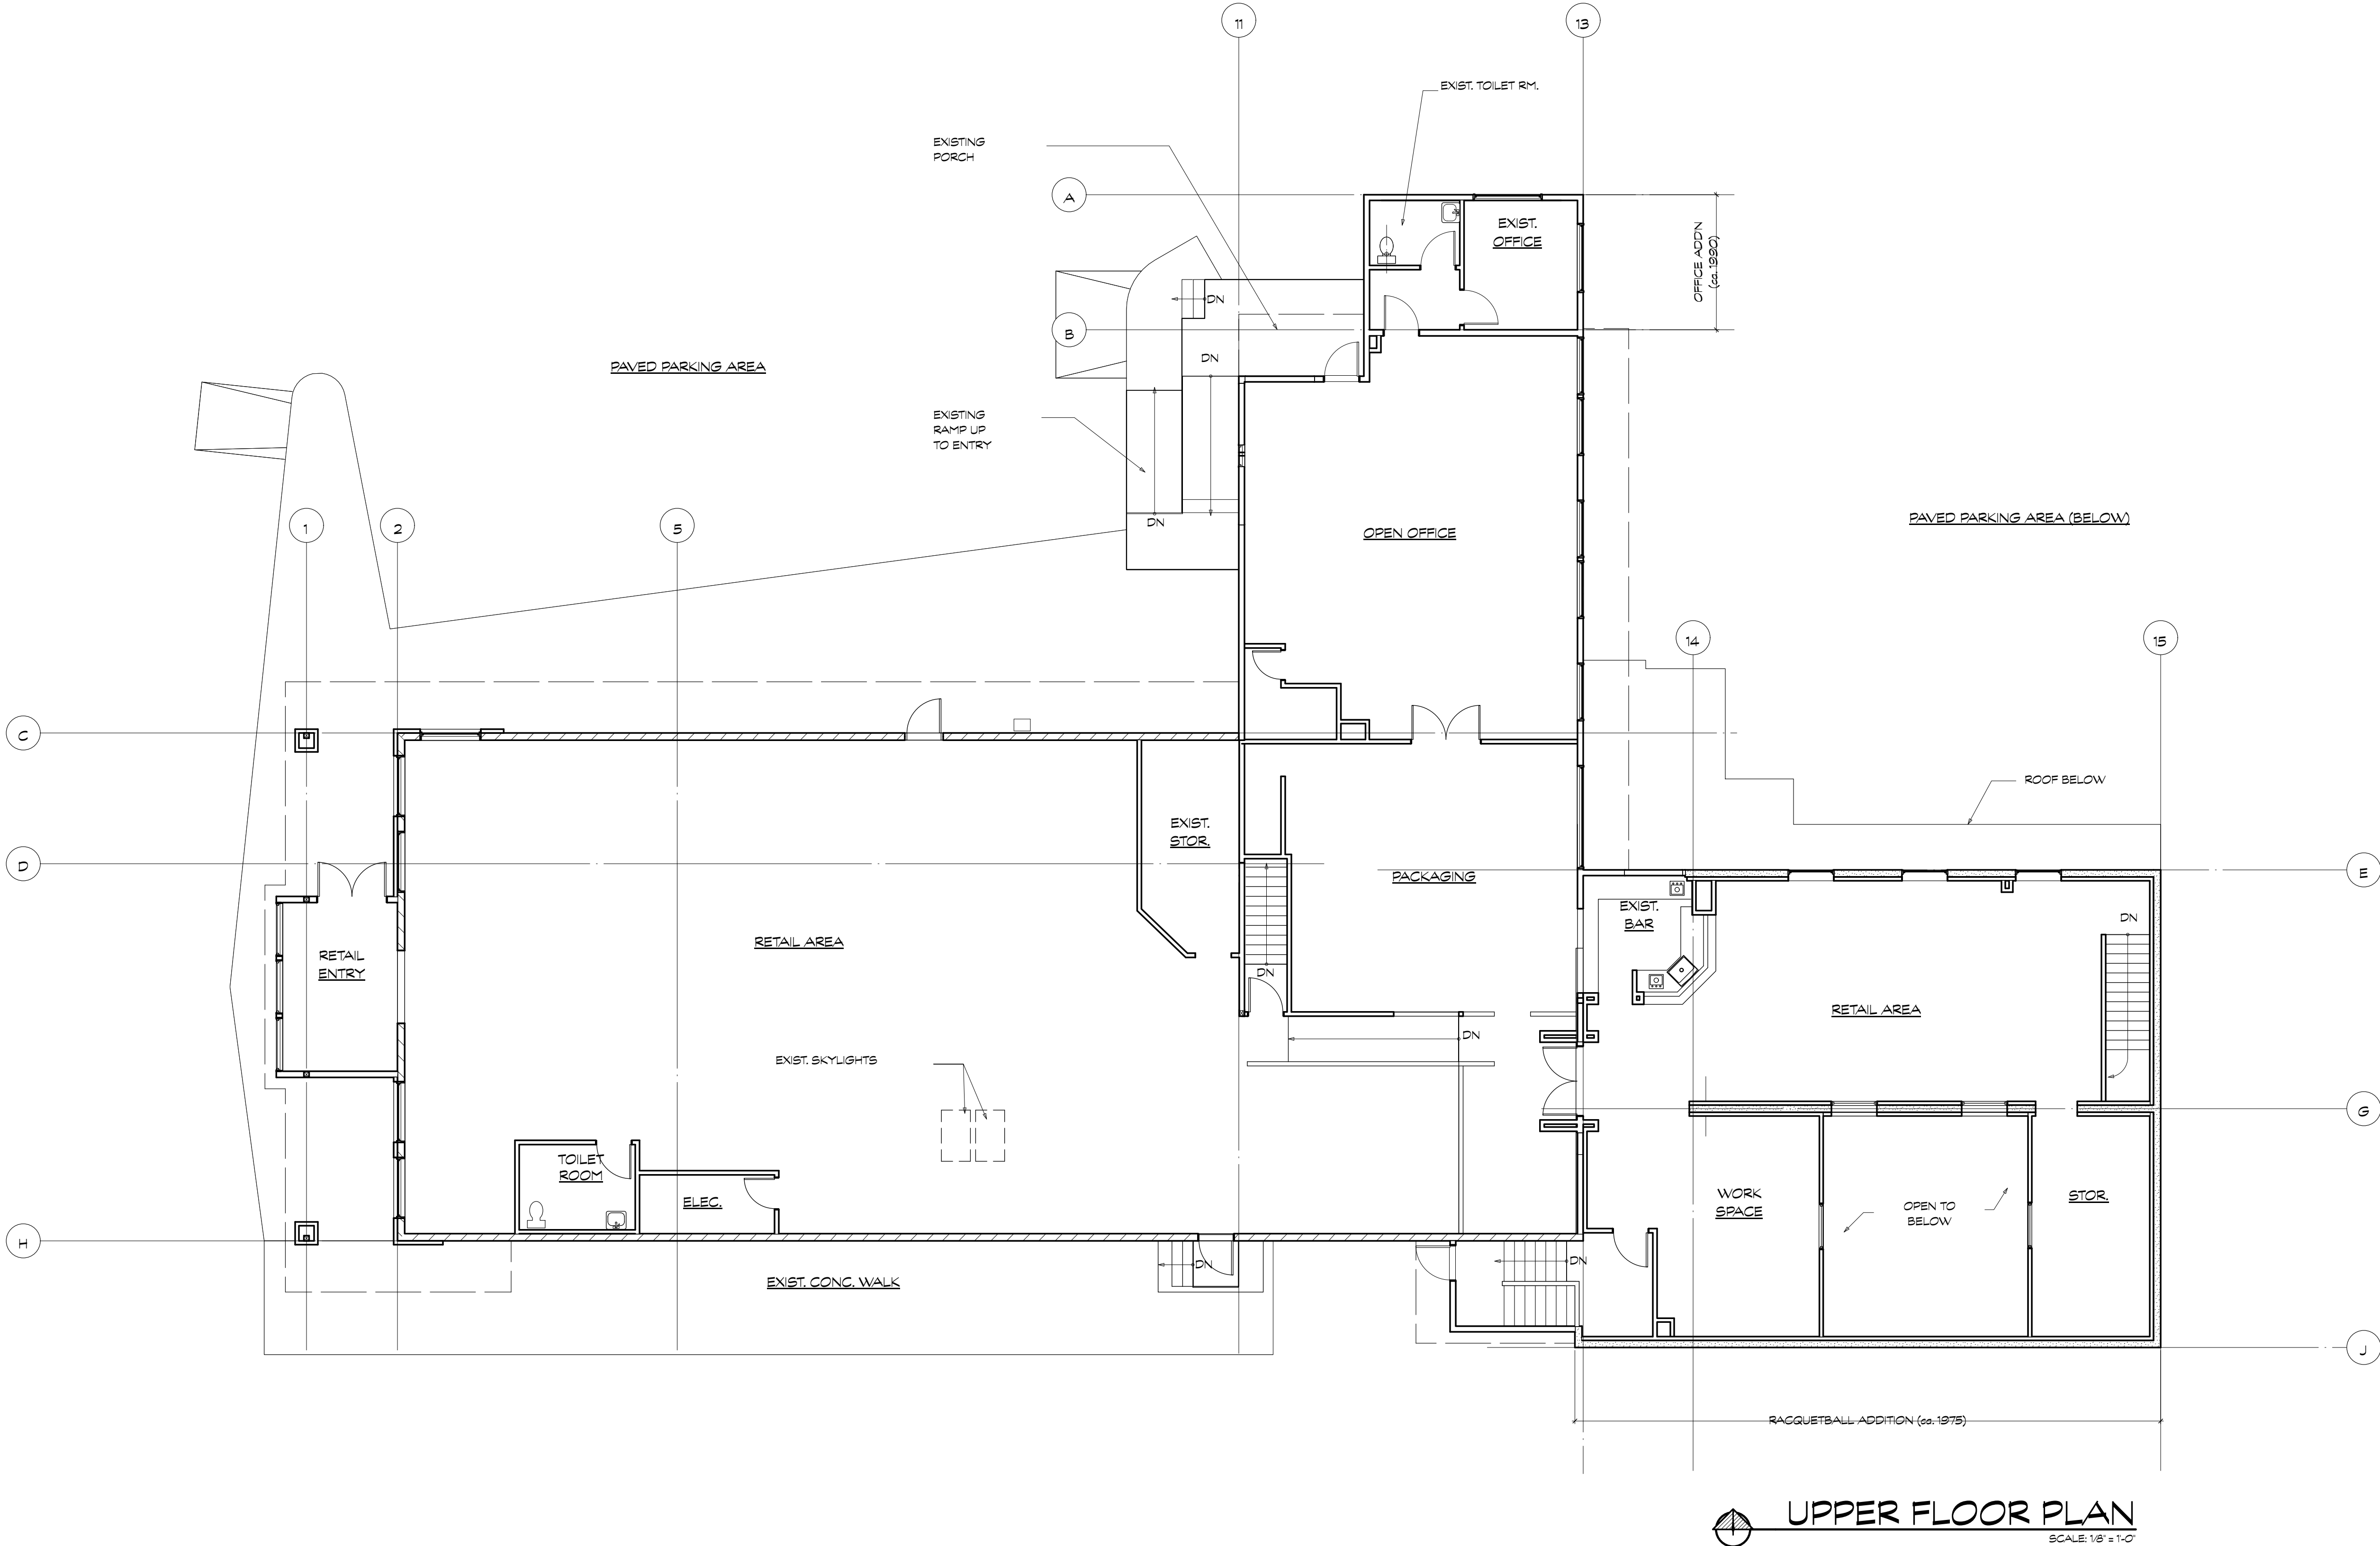 11
13
EXIST. TOILET RM.
EXISTING
PORCH
A
EXIST.
OFFICE
OFFICE ADD'N
(ca. 1990)
DN
B
DN
PAVED PARKING AREA
EXISTING
RAMP UP
TO ENTRY
DN
1
2
5
OPEN OFFICE
PAVED PARKING AREA (BELOW)
14
15
C
ROOF BELOW
EXIST.
STOR.
D
PACKAGING
E
EXIST.
BAR
DN
RETAIL AREA
RETAIL
ENTRY
DN
RETAIL AREA
DN
EXIST. SKYLIGHTS
G
TOILET
ROOM
ELEC.
WORK
SPACE
OPEN TO
BELOW
STOR.
H
DN
DN
EXIST. CONC. WALK
J
RACQUETBALL ADDITION (ca. 1975)
UPPER FLOOR PLAN
SCALE: 1/8" = 1'-0"